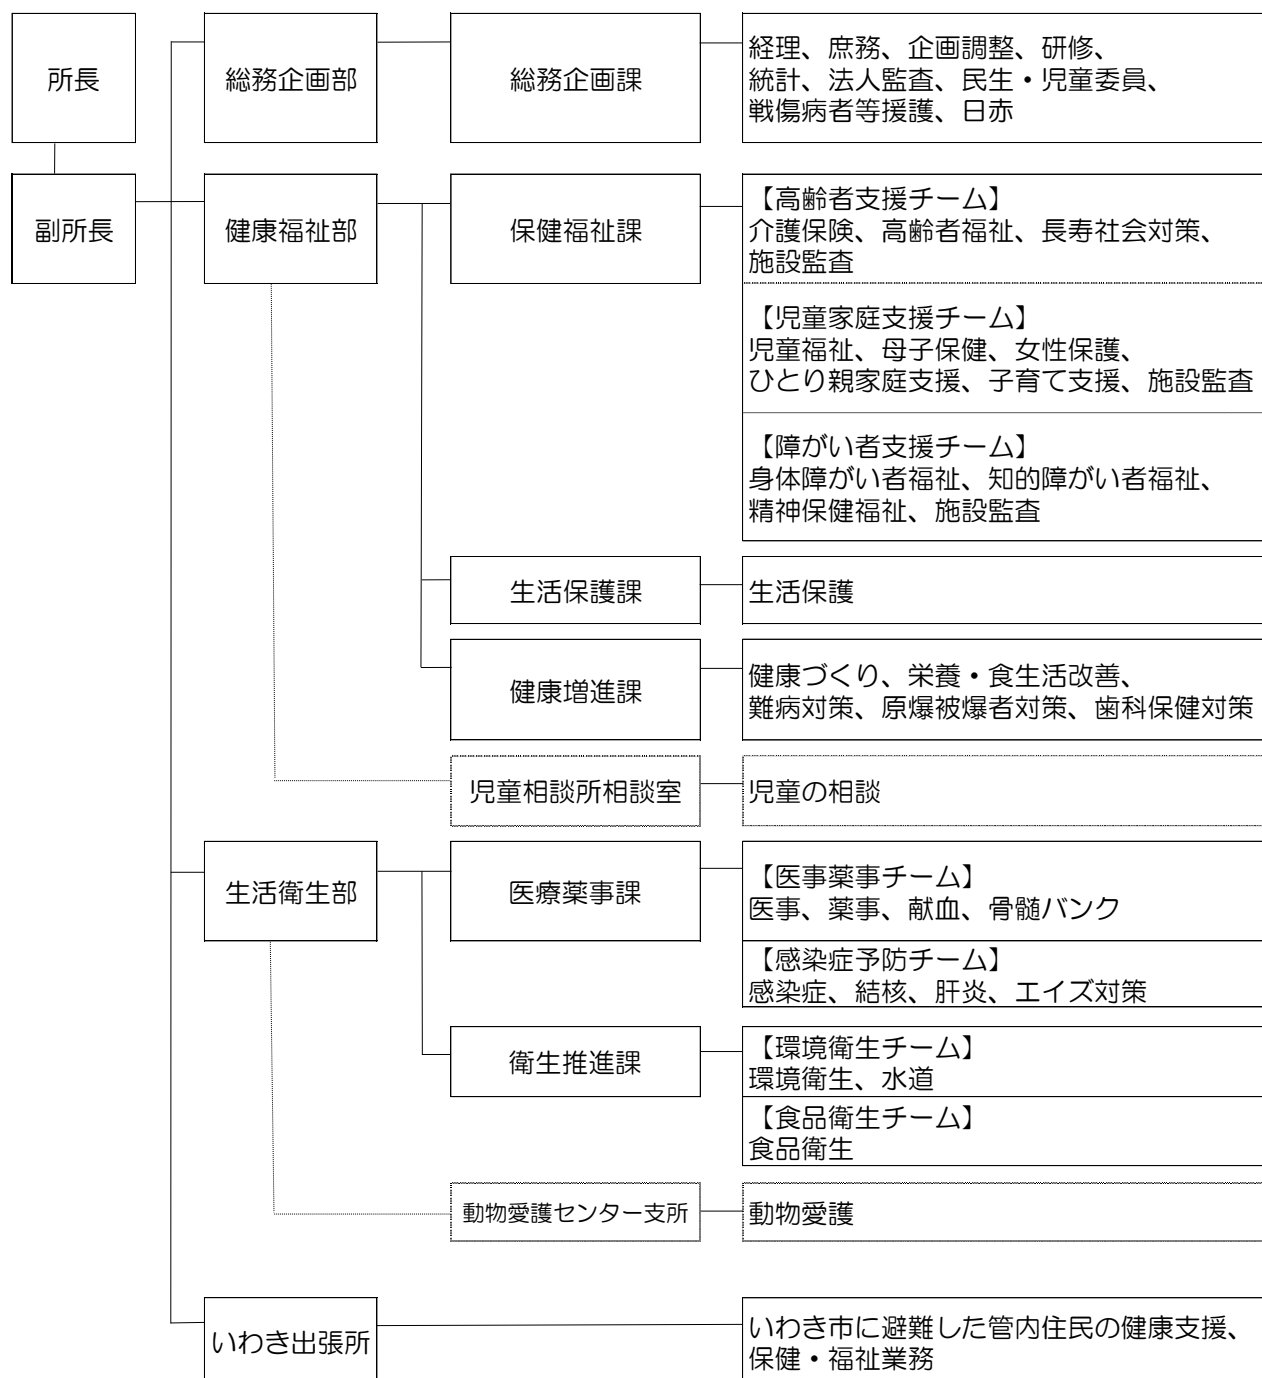 所長
総務企画部
総務企画課
経理、庶務、企画調整、研修、
統計、法人監査、民生・児童委員、
戦傷病者等援護、日赤
副所長
健康福祉部
保健福祉課
【高齢者支援チーム】
介護保険、高齢者福祉、長寿社会対策、
施設監査
【児童家庭支援チーム】
児童福祉、母子保健、女性保護、
ひとり親家庭支援、子育て支援、施設監査
【障がい者支援チーム】
身体障がい者福祉、知的障がい者福祉、
精神保健福祉、施設監査
生活保護課
生活保護
健康増進課
健康づくり、栄養・食生活改善、
難病対策、原爆被爆者対策、歯科保健対策
児童相談所相談室
児童の相談
生活衛生部
医療薬事課
【医事薬事チーム】
医事、薬事、献血、骨髄バンク
【感染症予防チーム】
感染症、結核、肝炎、エイズ対策
衛生推進課
【環境衛生チーム】
環境衛生、水道
【食品衛生チーム】
食品衛生
動物愛護センター支所
動物愛護
いわき出張所
いわき市に避難した管内住民の健康支援、
保健・福祉業務